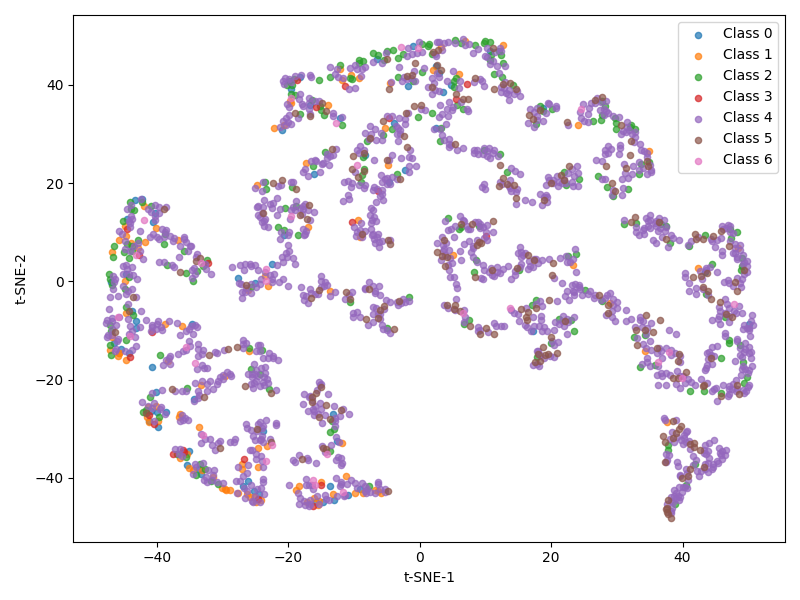 Class 0
Class 1
Class 2
Class 3
Class 4
Class 5
Class 6
40
20
0
−20
−40
−40
−20
0
20
40
t-SNE-2
t-SNE-1